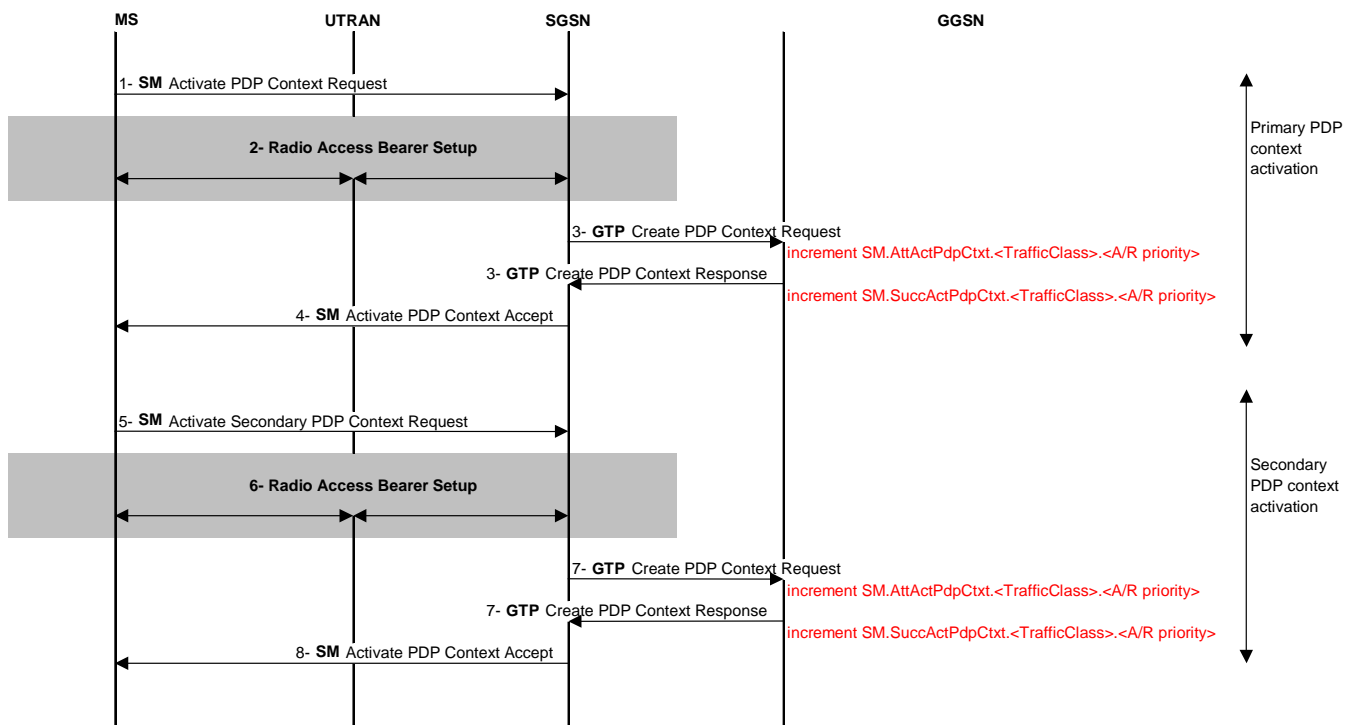 MS UTRAN SGSN GGSN
1- SM Activate PDP Context Request
Primary PDP
context
activation
2- Radio Access Bearer Setup
3- GTP Create PDP Context Request
increment SM.AttActPdpCtxt.<TrafficClass>.<A/R priority>
3- GTP Create PDP Context Response
increment SM.SuccActPdpCtxt.<TrafficClass>.<A/R priority>
4- SM Activate PDP Context Accept
5- SM Activate Secondary PDP Context Request
Secondary
PDP context
activation
6- Radio Access Bearer Setup
7- GTP Create PDP Context Request
increment SM.AttActPdpCtxt.<TrafficClass>.<A/R priority>
7- GTP Create PDP Context Response
increment SM.SuccActPdpCtxt.<TrafficClass>.<A/R priority>
8- SM Activate PDP Context Accept